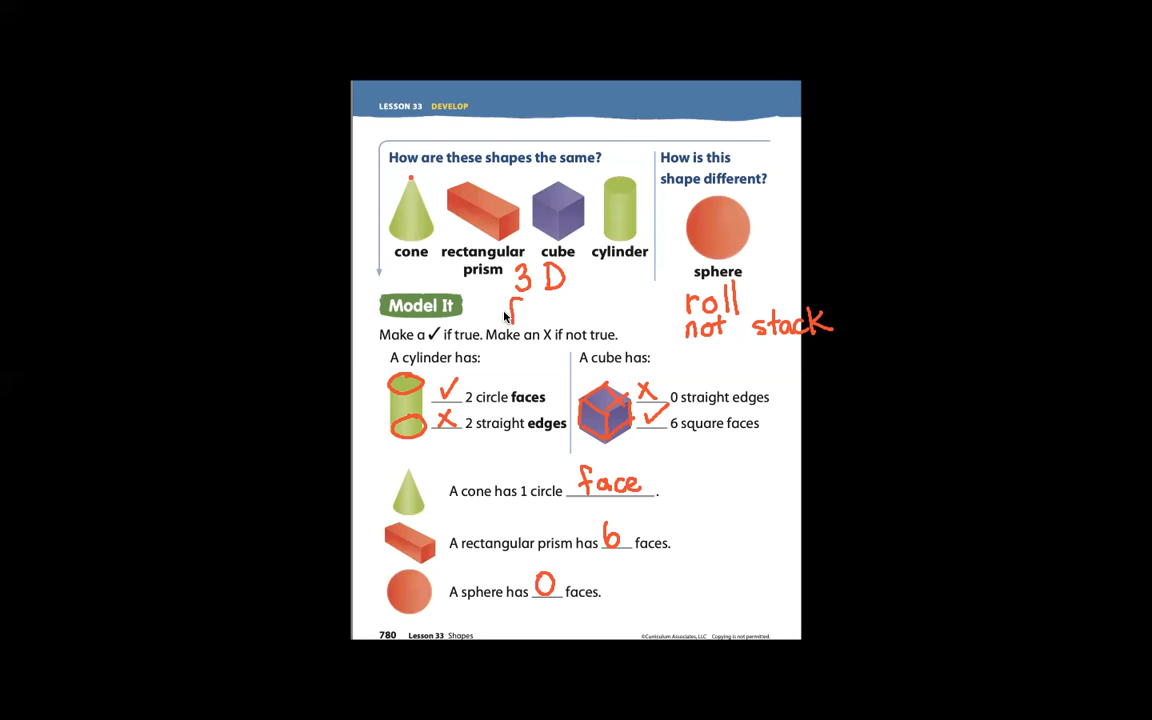 LESSON 33 DEVELOP
How are these shapes the same?
cone
rectangular prism
cube
cylinder
3 D
How is this
shape different?
sphere
roll
not stack
Model It
Make a ✓ if true. Make an X if not true.
A cylinder has:
✓ 2 circle faces
X 2 straight edges
A cube has:
X 0 straight edges
✓ 6 square faces
A cone has 1 circle face.
A rectangular prism has 6 faces.
A sphere has 0 faces.
780 Lesson 33 Shapes
©Curriculum Associates, LLC Copying is not permitted.